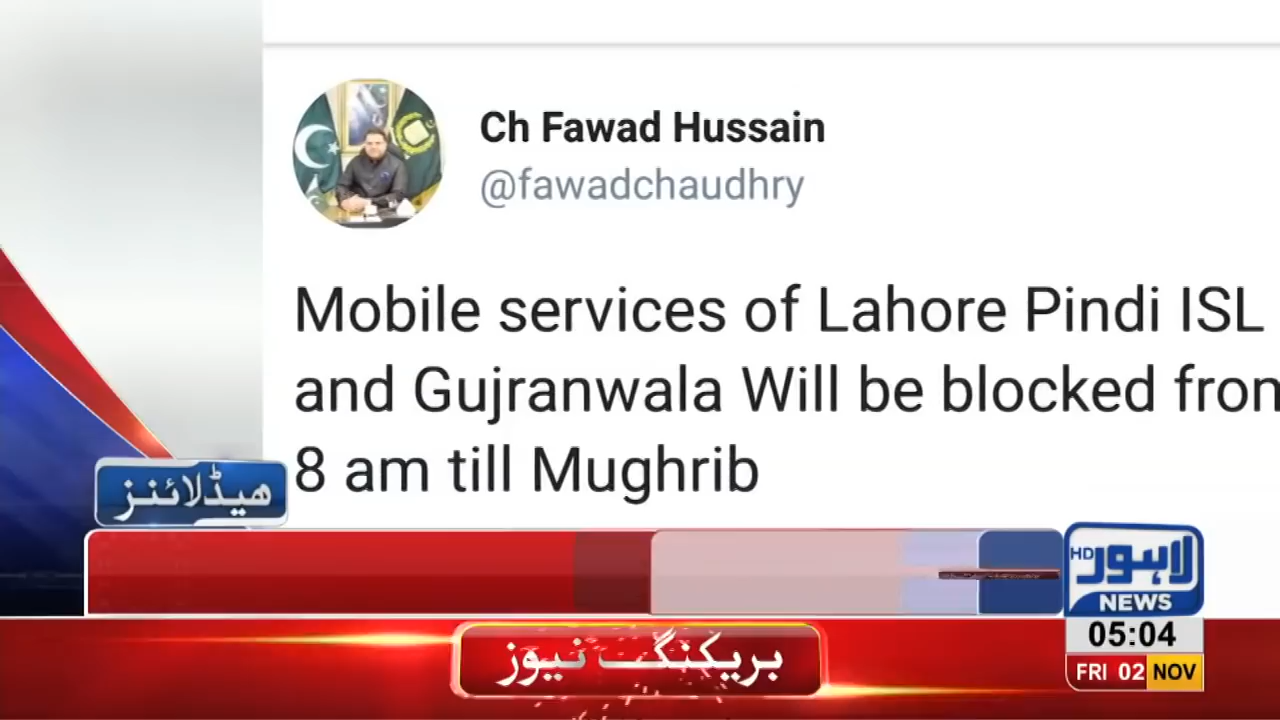 Ch Fawad Hussain
@fawadchaudhry
Mobile services of Lahore Pindi ISL
and Gujranwala Will be blocked from
8 am till Mughrib
ہیڈلائنز
HD لاہور
NEWS
05:04
FRI 02 NOV
بریکنگ نیوز